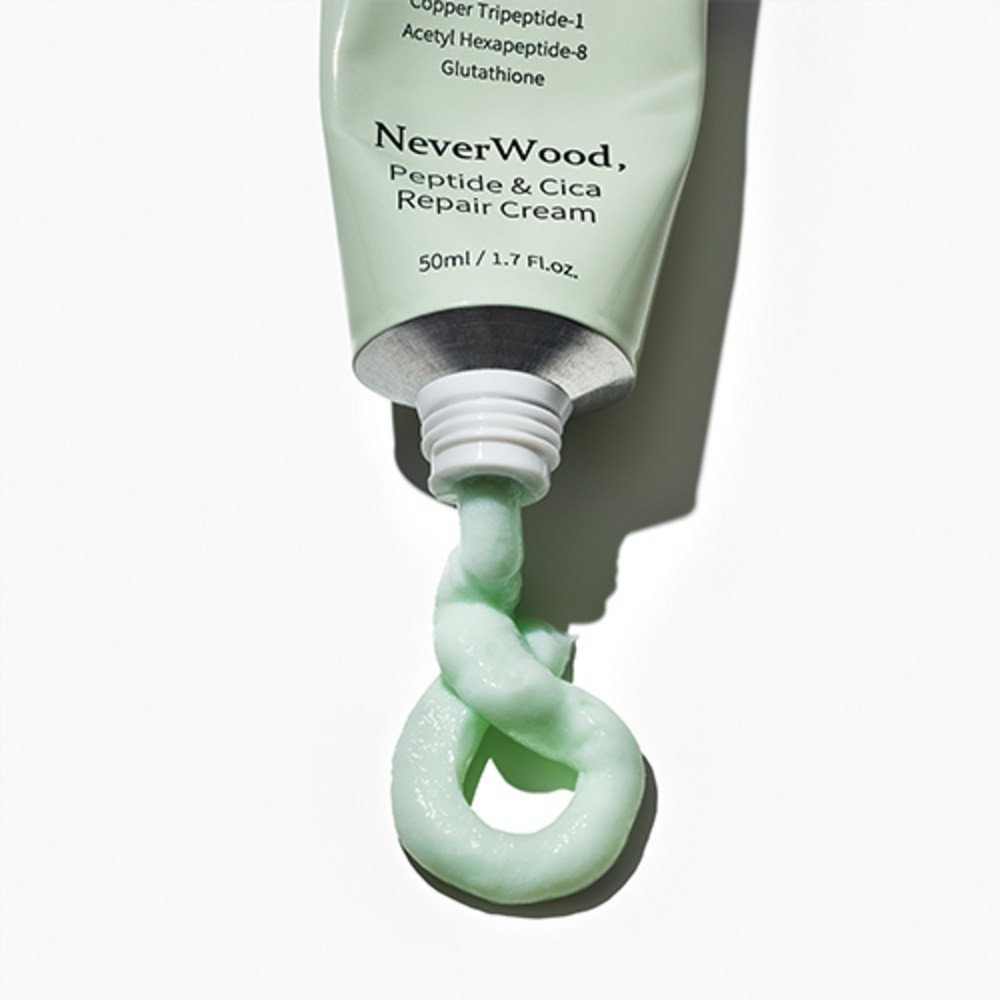 Copper Tripeptide-1
Acetyl Hexapeptide-8
Glutathione
NeverWood,
Peptide & Cica
Repair Cream
50ml / 1.7 Fl.oz.